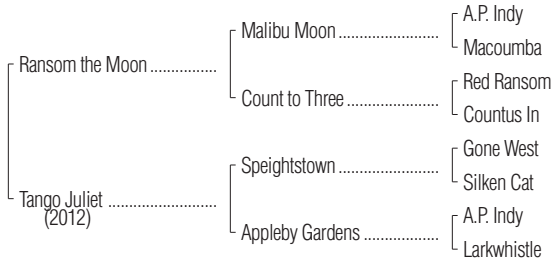 A.P. Indy
Malibu Moon ................................
Macoumba
Ransom the Moon .....................
Red Ransom
Count to Three .............................
Countus In
Gone West
Speightstown ...............................
Silken Cat
Tango Juliet ..................................
(2012)
A.P. Indy
Appleby Gardens .........................
Larkwhistle